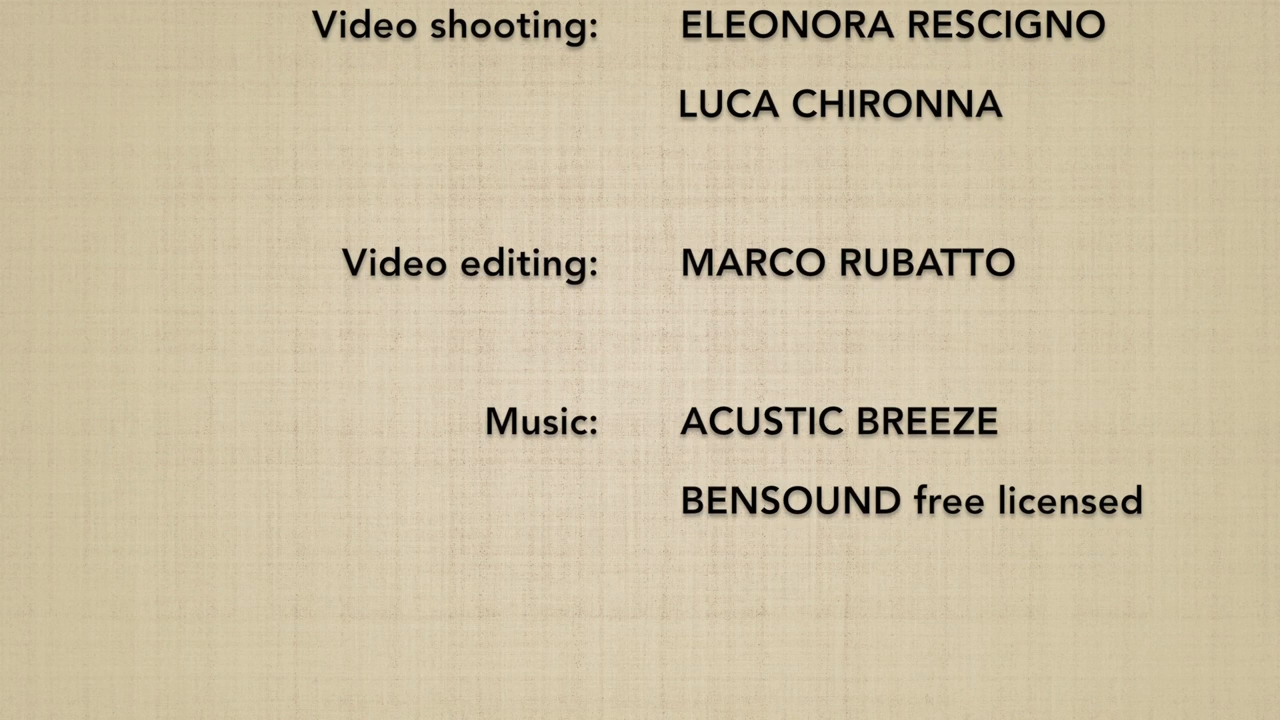 Video shooting: ELEONORA RESCIGNO
LUCA CHIRONNA
Video editing: MARCO RUBATTO
Music: ACUSTIC BREEZE
BENSOUND free licensed